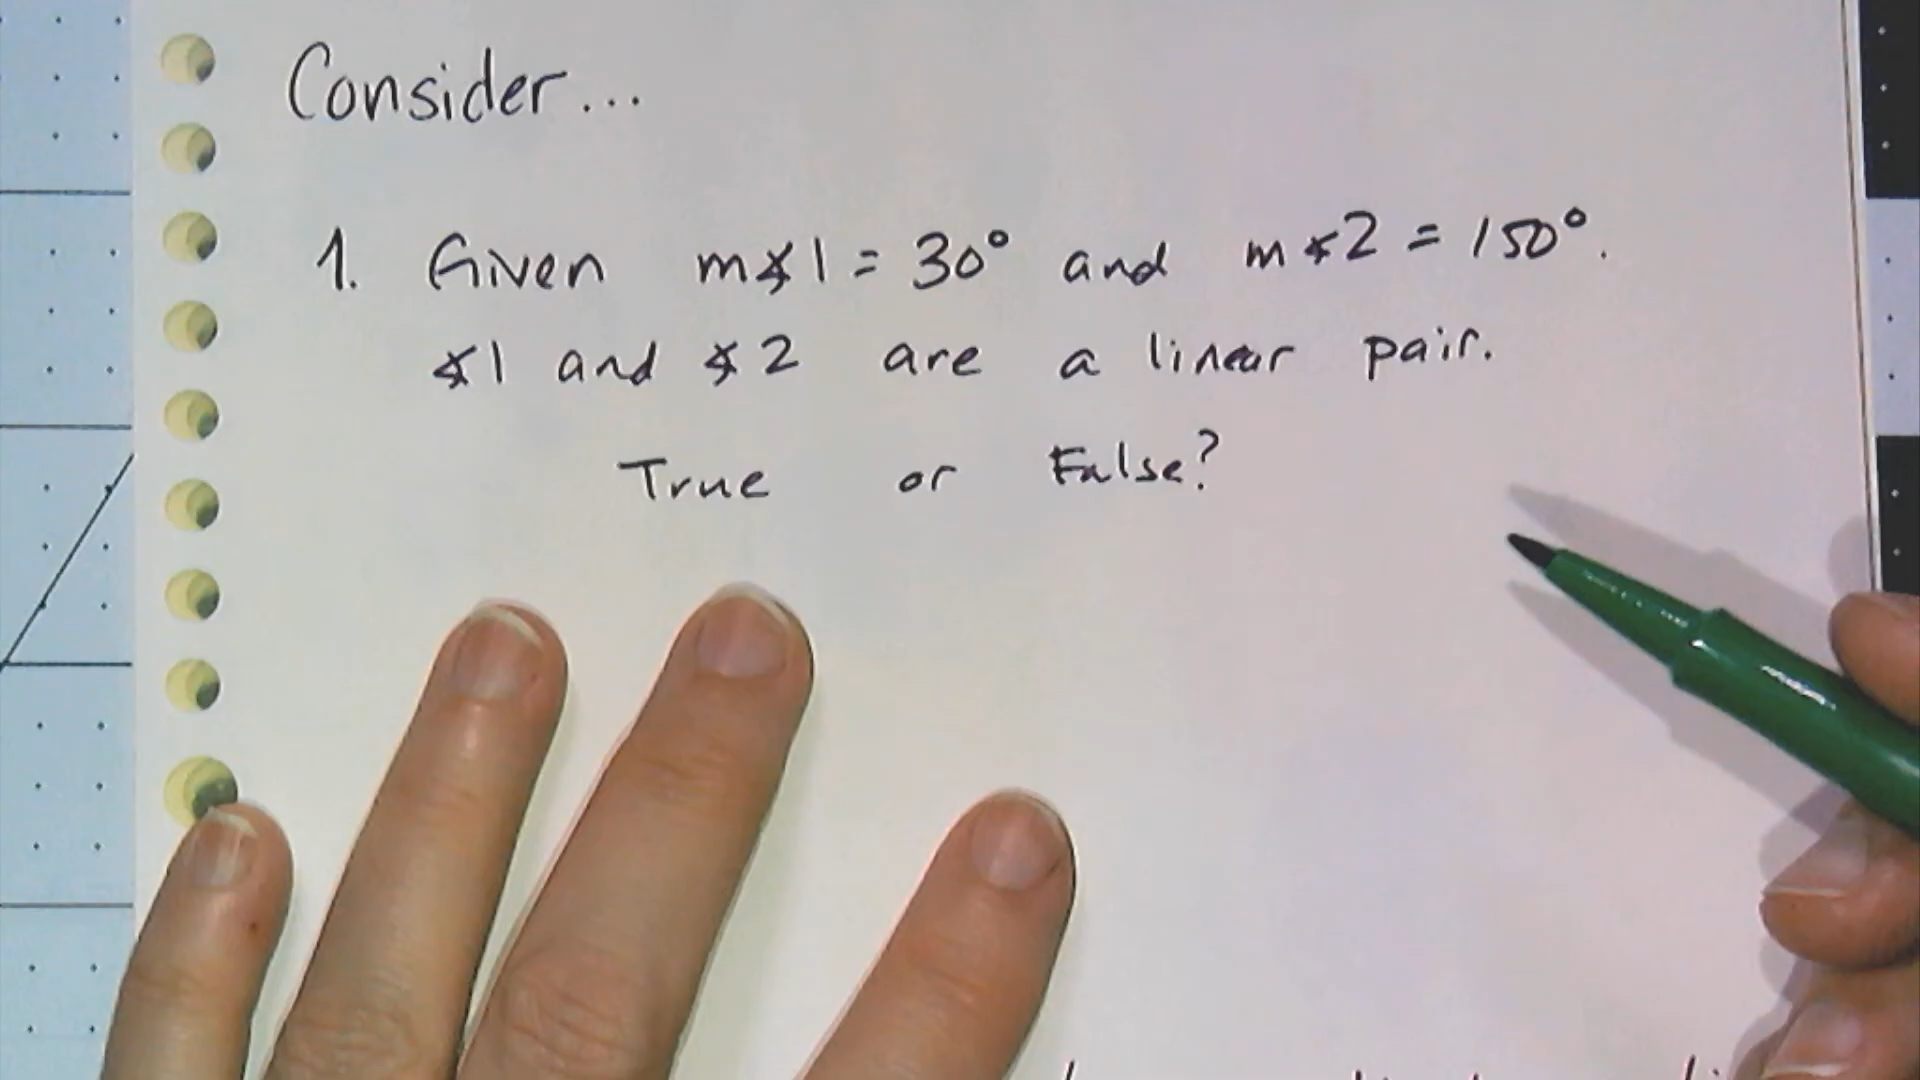 Consider...
1. Given m∡1 = 30° and m∡2 = 150°.
∡1 and ∡2 are a linear pair.
True or False?